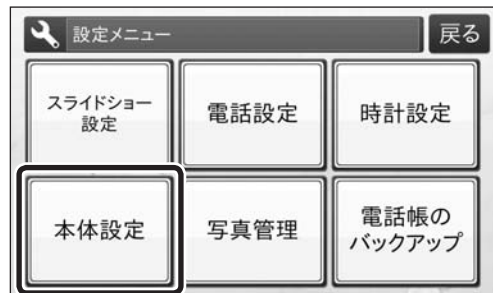 設定メニュー 戻る
スライドショー
設定
電話設定
時計設定
本体設定
写真管理
電話帳の
バックアップ